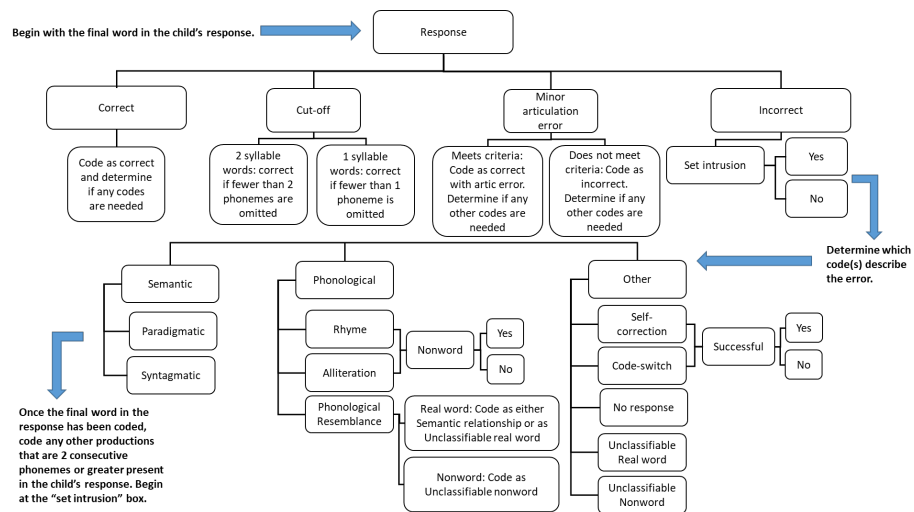 Begin with the final word in the child's response.
Response
Correct
Cut-off
Minor
articulation
error
Incorrect
Code as correct
and determine
if any codes
are needed
2 syllable
words: correct
if fewer than 2
phonemes are
omitted
1 syllable
words: correct
if fewer than 1
phoneme is
omitted
Meets criteria:
Code as correct
with artic error.
Determine if any
other codes are
needed
Does not meet
criteria: Code as
incorrect.
Determine if any
other codes are
needed
Set intrusion
Yes
No
Determine which
code(s) describe
the error.
Semantic
Paradigmatic
Syntagmatic
Phonological
Rhyme
Alliteration
Phonological
Resemblance
Nonword
Yes
No
Real word: Code as either
Semantic relationship or as
Unclassifiable real word
Nonword: Code as
Unclassifiable nonword
Other
Self-
correction
Code-switch
No response
Unclassifiable
Real word
Unclassifiable
Nonword
Successful
Yes
No
Once the final word in the
response has been coded,
code any other productions
that are 2 consecutive
phonemes or greater present
in the child's response. Begin
at the "set intrusion" box.